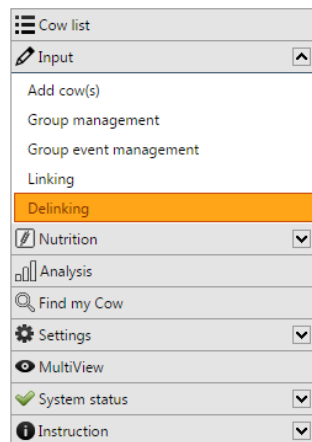 Cow list
Input
Add cow(s)
Group management
Group event management
Linking
Delinking
Nutrition
Analysis
Find my Cow
Settings
MultiView
System status
Instruction